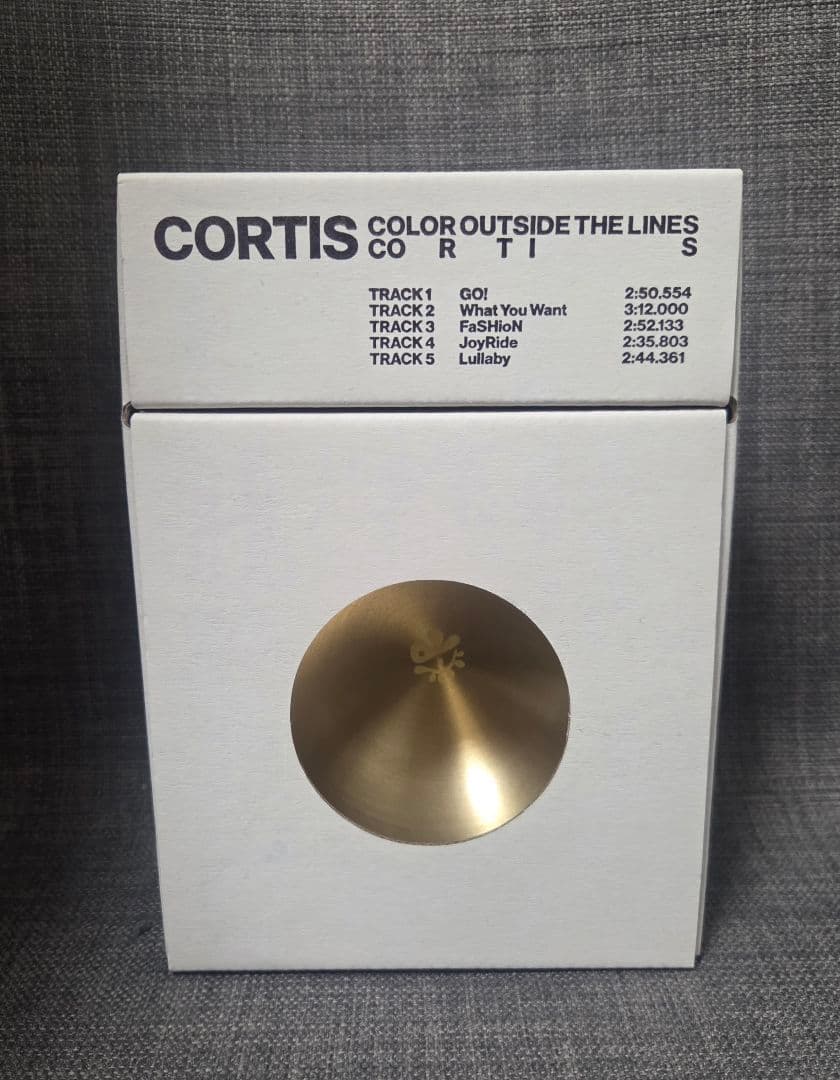 CORTIS COLOR OUTSIDE THE LINES
CO R T I S
TRACK 1 GO! 2:50.554
TRACK 2 What You Want 3:12.000
TRACK 3 FaSHioN 2:52.133
TRACK 4 JoyRide 2:35.803
TRACK 5 Lullaby 2:44.361